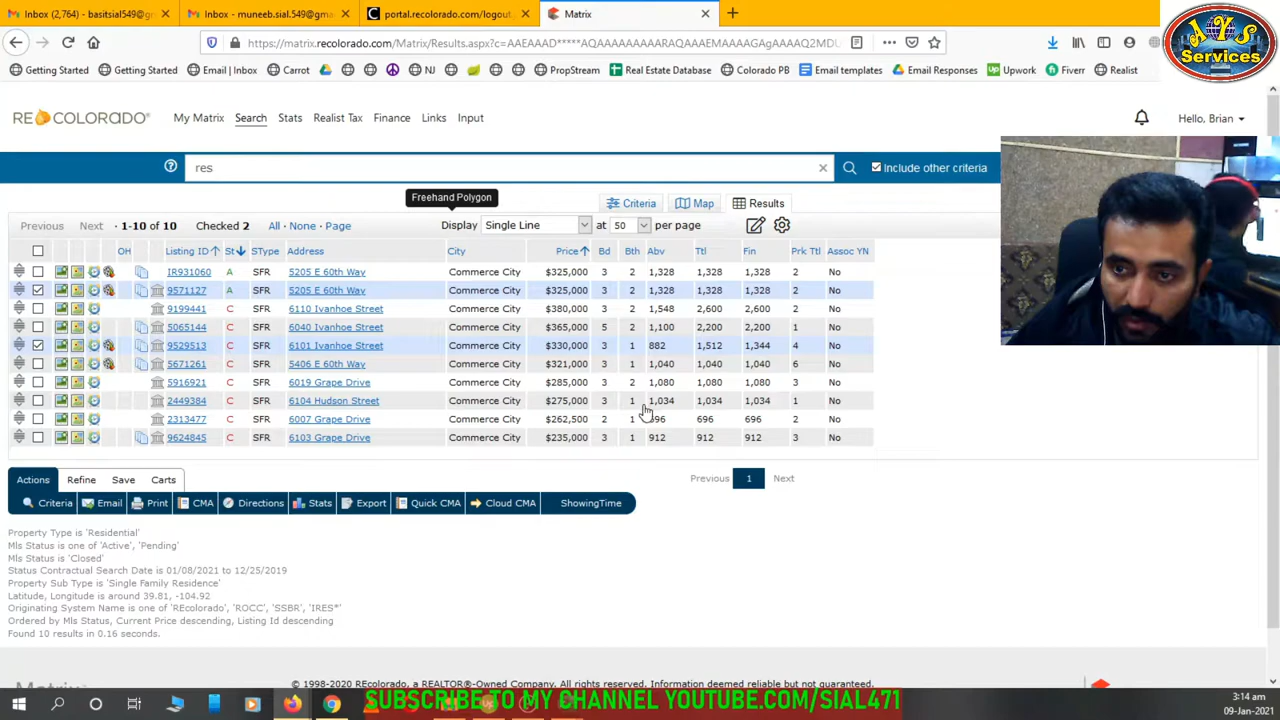 Inbox (2,764) - basitsial549@g
Inbox - muneeb.sial.549@gma
portal.recolorado.com/logout
Matrix
https://matrix.recolorado.com/Matrix/Results.aspx?c=AAEAAAD*****AQAAAAAAAAARAQAAAEMAAAAGAgAAAAQ2MDU
Getting Started
Getting Started
Email | Inbox
Carrot
NJ
PropStream
Real Estate Database
Colorado PB
Email templates
Email Responses
Upwork
Fiverr
Realist
Services
RECOLORADO®
My Matrix
Search
Stats
Realist Tax
Finance
Links
Input
Hello, Brian
res
Include other criteria
Freehand Polygon
Criteria
Map
Results
Previous Next · 1-10 of 10 Checked 2 All · None · Page
Display Single Line at 50 per page
OH Listing ID St SType Address City Price Bd Bth Abv Ttl Fin Prk Ttl Assoc YN
IR931060 A SFR 5205 E 60th Way Commerce City $325,000 3 2 1,328 1,328 1,328 2 No
9571127 A SFR 5205 E 60th Way Commerce City $325,000 3 2 1,328 1,328 1,328 2 No
9199441 C SFR 6110 Ivanhoe Street Commerce City $380,000 3 2 1,548 2,600 2,600 2 No
5065144 C SFR 6040 Ivanhoe Street Commerce City $365,000 5 2 1,100 2,200 2,200 1 No
9529513 C SFR 6101 Ivanhoe Street Commerce City $330,000 3 1 882 1,512 1,344 4 No
5671261 C SFR 5406 E 60th Way Commerce City $321,000 3 1 1,040 1,040 1,040 6 No
5916921 C SFR 6019 Grape Drive Commerce City $285,000 3 2 1,080 1,080 1,080 3 No
2449384 C SFR 6104 Hudson Street Commerce City $275,000 3 1 1,034 1,034 1,034 1 No
2313477 C SFR 6007 Grape Drive Commerce City $262,500 2 1 696 696 696 2 No
9624845 C SFR 6103 Grape Drive Commerce City $235,000 3 1 912 912 912 3 No
Actions Refine Save Carts
Previous 1 Next
Criteria Email Print CMA Directions Stats Export Quick CMA Cloud CMA ShowingTime
Property Type is 'Residential'
Mls Status is one of 'Active', 'Pending'
Mls Status is 'Closed'
Status Contractual Search Date is 01/08/2021 to 12/25/2019
Property Sub Type is 'Single Family Residence'
Latitude, Longitude is around 39.81, -104.92
Originating System Name is one of 'REcolorado', 'ROCC', 'SSBR', 'IRES*'
Ordered by Mls Status, Current Price descending, Listing Id descending
Found 10 results in 0.16 seconds.
© 1998-2020 REcolorado, a REALTOR®-Owned Company. All Rights Reserved. Information deemed reliable but not guaranteed.
SUBSCRIBE TO MY CHANNEL YOUTUBE.COM/SIAL471
3:14 am
09-Jan-2021